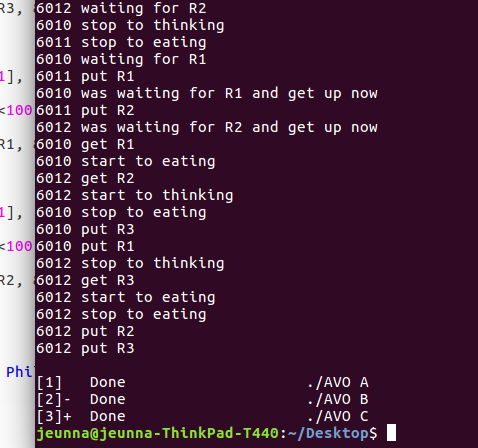 R3,
6012 waiting for R2
6010 stop to thinking
6011 stop to eating
6010 waiting for R1
1],
6011 put R1
6010 was waiting for R1 and get up now
<100
6011 put R2
6012 was waiting for R2 and get up now
R1,
6010 get R1
6010 start to eating
6012 get R2
6012 start to thinking
1],
6010 stop to eating
6010 put R3
<100
6010 put R1
6012 stop to thinking
R2,
6012 get R3
6012 start to eating
6012 stop to eating
6012 put R2
6012 put R3
Phil
[1]   Done                    ./AVO A
[2]-  Done                    ./AVO B
[3]+  Done                    ./AVO C
jeunna@jeunna-ThinkPad-T440:~/Desktop$